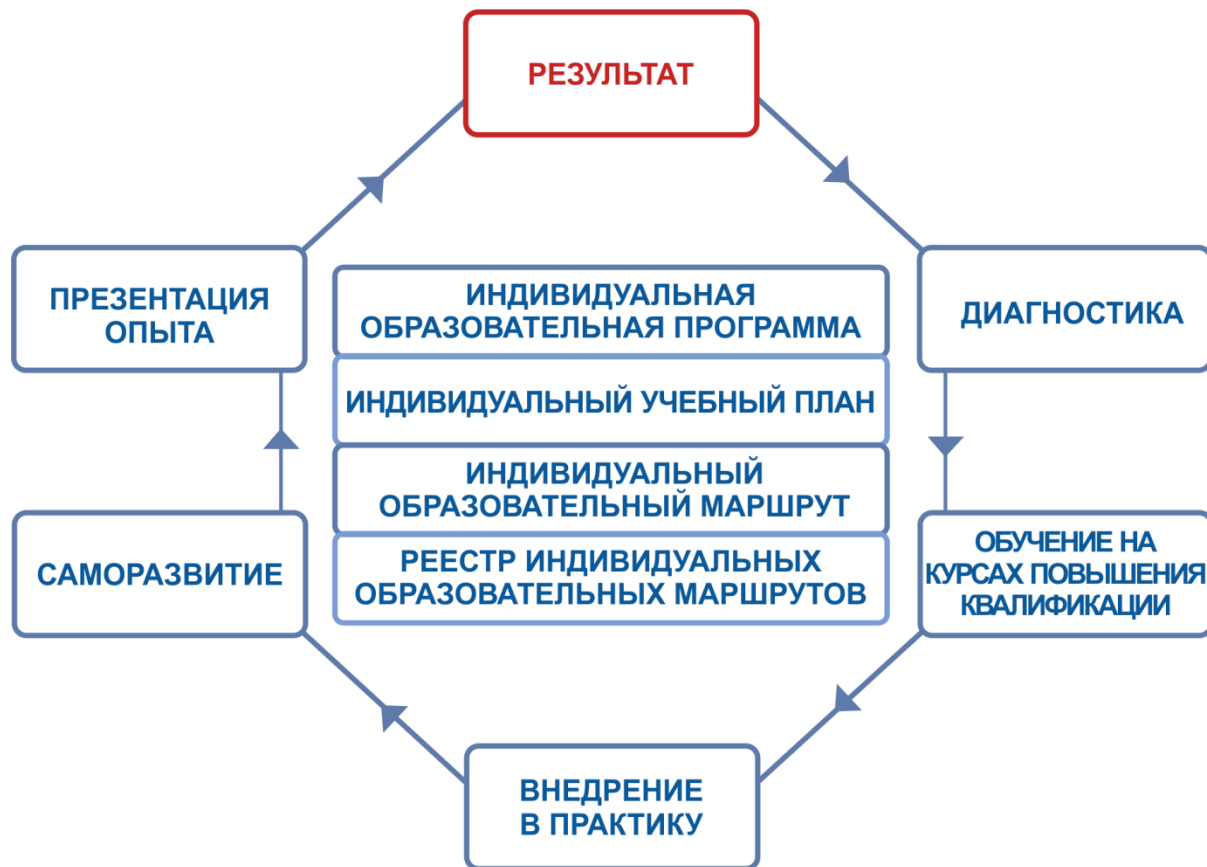 РЕЗУЛЬТАТ
ПРЕЗЕНТАЦИЯ
ОПЫТА
ИНДИВИДУАЛЬНАЯ
ОБРАЗОВАТЕЛЬНАЯ ПРОГРАММА
ДИАГНОСТИКА
ИНДИВИДУАЛЬНЫЙ УЧЕБНЫЙ ПЛАН
ИНДИВИДУАЛЬНЫЙ
ОБРАЗОВАТЕЛЬНЫЙ МАРШРУТ
САМОРАЗВИТИЕ
РЕЕСТР ИНДИВИДУАЛЬНЫХ
ОБРАЗОВАТЕЛЬНЫХ МАРШРУТОВ
ОБУЧЕНИЕ НА
КУРСАХ ПОВЫШЕНИЯ
КВАЛИФИКАЦИИ
ВНЕДРЕНИЕ
В ПРАКТИКУ